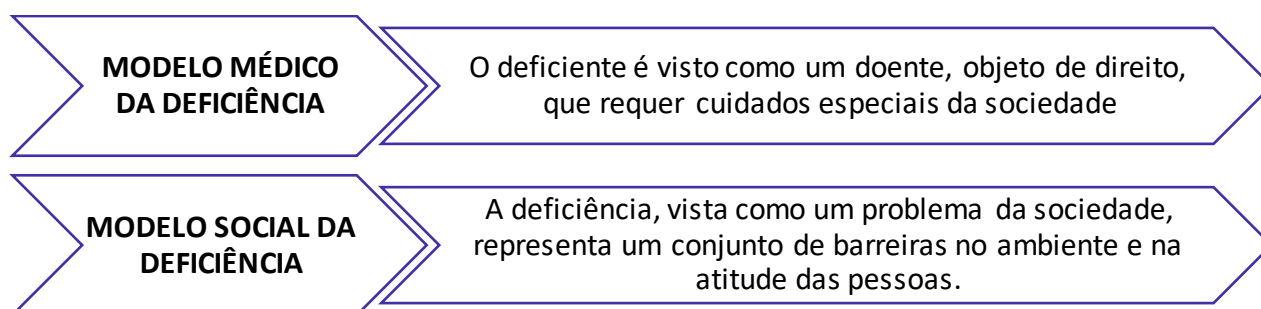 MODELO MÉDICO
DA DEFICIÊNCIA
O deficiente é visto como um doente, objeto de direito,
que requer cuidados especiais da sociedade
MODELO SOCIAL DA
DEFICIÊNCIA
A deficiência, vista como um problema da sociedade,
representa um conjunto de barreiras no ambiente e na
atitude das pessoas.